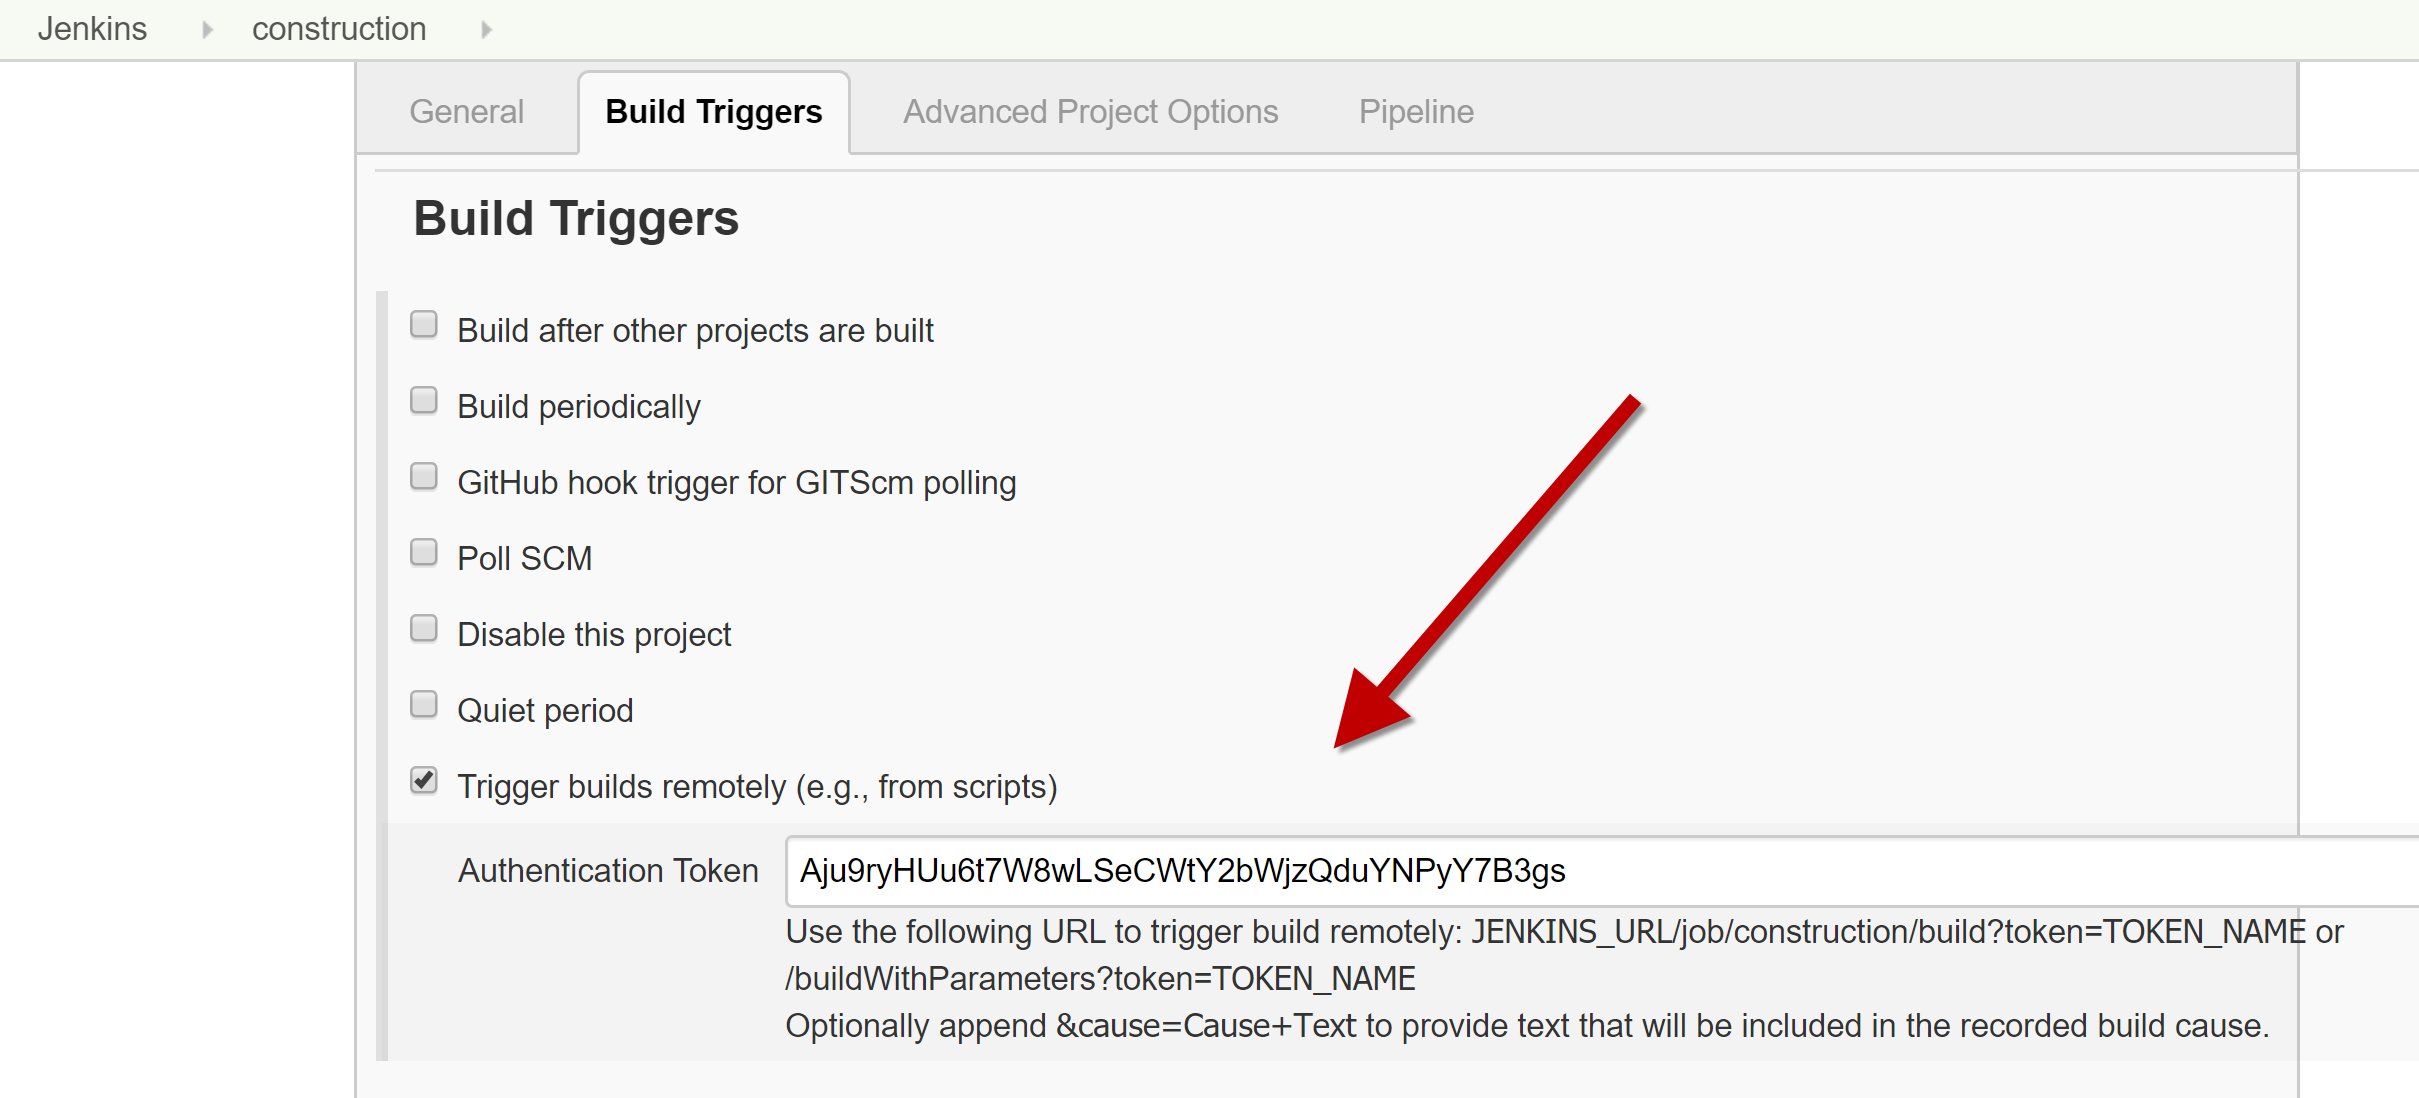 Jenkins construction
General Build Triggers Advanced Project Options Pipeline
Build Triggers
Build after other projects are built
Build periodically
GitHub hook trigger for GITScm polling
Poll SCM
Disable this project
Quiet period
Trigger builds remotely (e.g., from scripts)
Authentication Token Aju9ryHUu6t7W8wLSeCWtY2bWjzQduYNPyY7B3gs
Use the following URL to trigger build remotely: JENKINS_URL/job/construction/build?token=TOKEN_NAME or
/buildWithParameters?token=TOKEN_NAME
Optionally append &cause=Cause+Text to provide text that will be included in the recorded build cause.